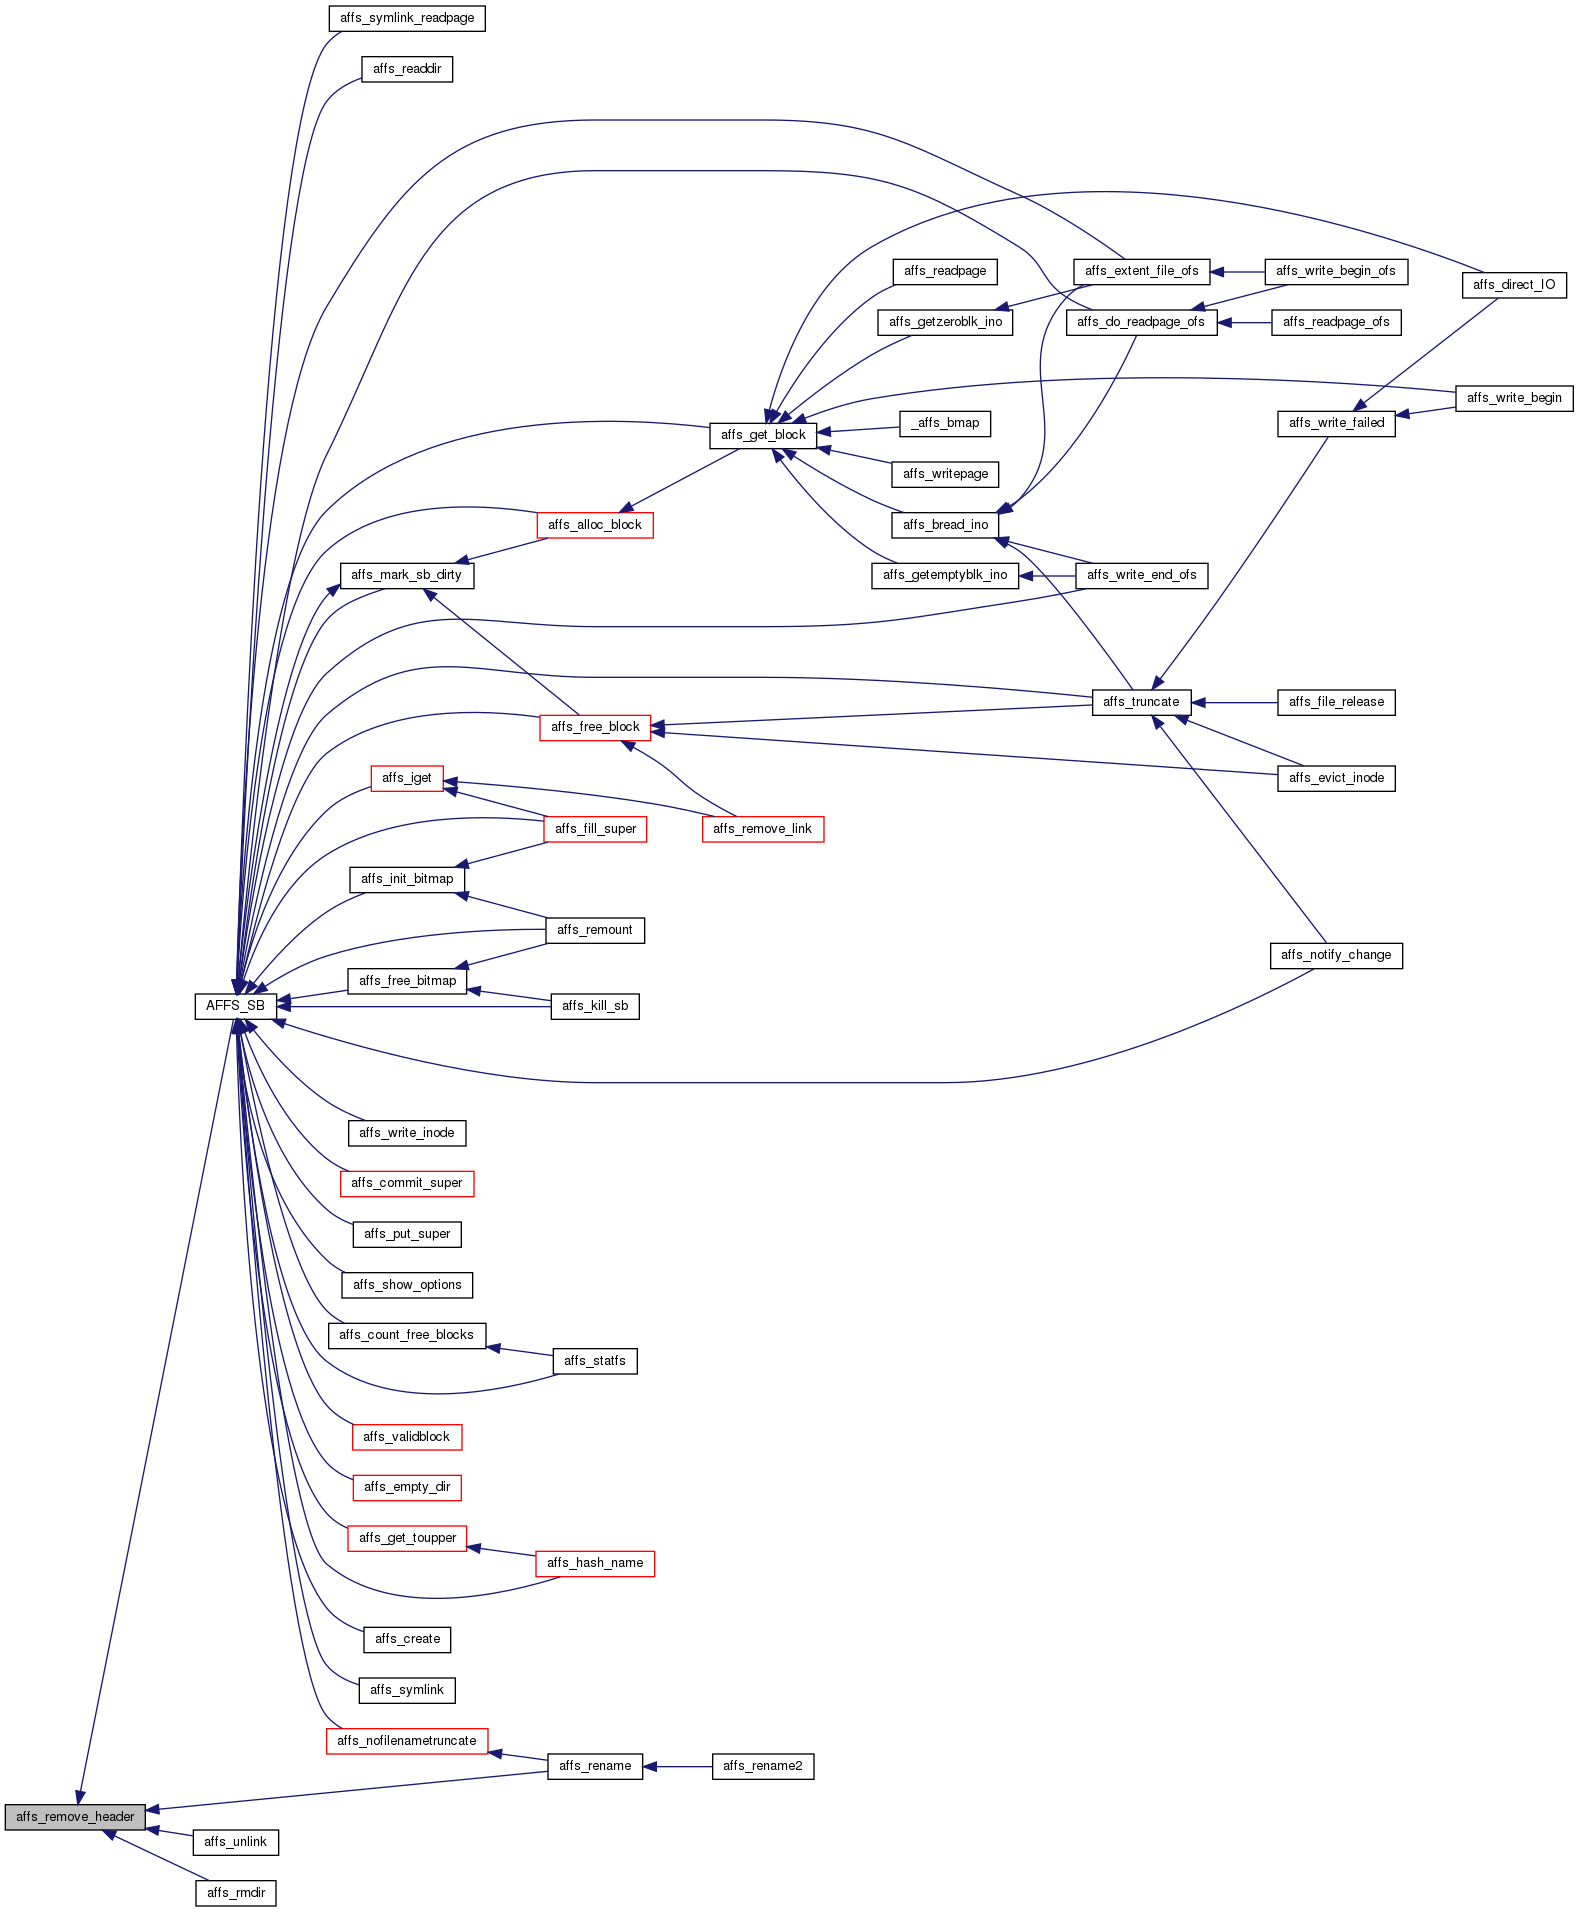 affs_symlink_readpage
affs_readdir
affs_readpage
affs_extent_file_ofs
affs_write_begin_ofs
affs_direct_IO
affs_getzeroblk_ino
affs_do_readpage_ofs
affs_readpage_ofs
affs_write_begin
_affs_bmap
affs_write_failed
affs_get_block
affs_writepage
affs_alloc_block
affs_bread_ino
affs_mark_sb_dirty
affs_getemptyblk_ino
affs_write_end_ofs
affs_truncate
affs_file_release
affs_free_block
affs_iget
affs_evict_inode
affs_fill_super
affs_remove_link
affs_init_bitmap
affs_remount
affs_notify_change
affs_free_bitmap
AFFS_SB
affs_kill_sb
affs_write_inode
affs_commit_super
affs_put_super
affs_show_options
affs_count_free_blocks
affs_statfs
affs_validblock
affs_empty_dir
affs_get_toupper
affs_hash_name
affs_create
affs_symlink
affs_nofilenametruncate
affs_rename
affs_rename2
affs_remove_header
affs_unlink
affs_rmdir